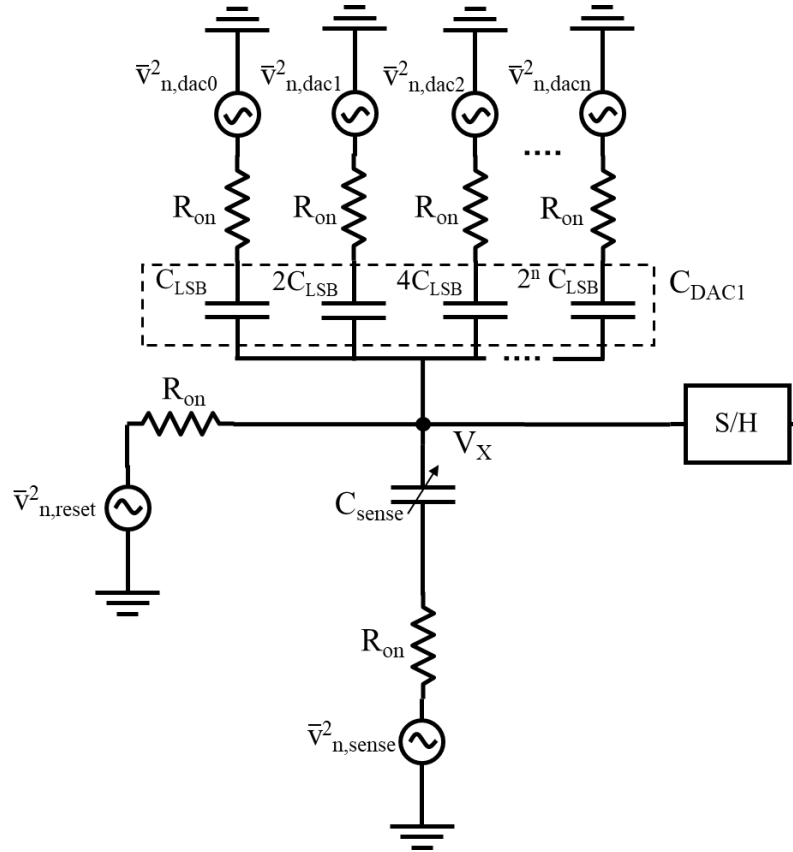 v̅²n,dac0 v̅²n,dac1 v̅²n,dac2 v̅²n,dacn
Ron Ron Ron Ron
CLSB 2CLSB 4CLSB 2ⁿ CLSB CDAC1
Ron
VX S/H
v̅²n,reset
Csense
Ron
v̅²n,sense